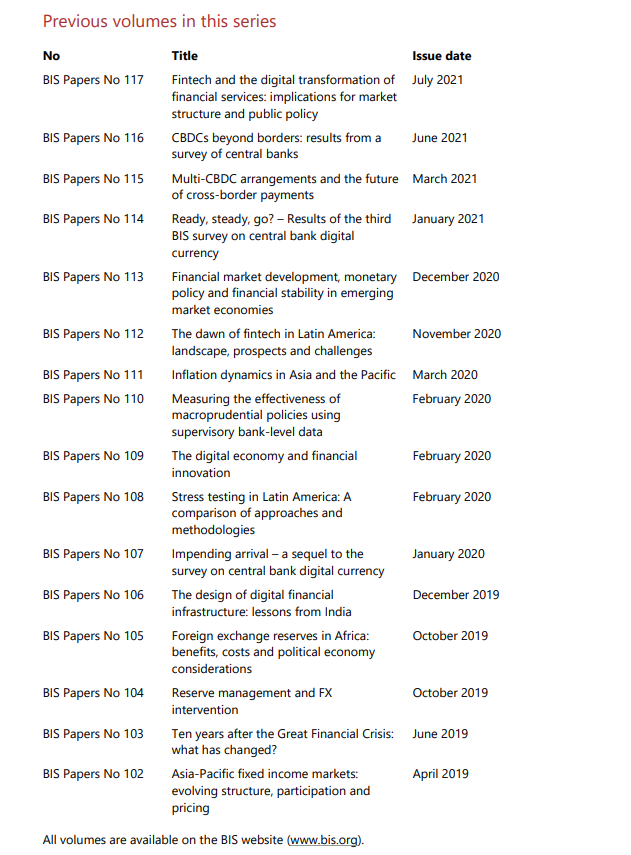 Previous volumes in this series
No Title Issue date
BIS Papers No 117 Fintech and the digital transformation of July 2021
financial services: implications for market
structure and public policy
BIS Papers No 116 CBDCs beyond borders: results from a June 2021
survey of central banks
BIS Papers No 115 Multi-CBDC arrangements and the future March 2021
of cross-border payments
BIS Papers No 114 Ready, steady, go? – Results of the third January 2021
BIS survey on central bank digital
currency
BIS Papers No 113 Financial market development, monetary December 2020
policy and financial stability in emerging
market economies
BIS Papers No 112 The dawn of fintech in Latin America: November 2020
landscape, prospects and challenges
BIS Papers No 111 Inflation dynamics in Asia and the Pacific March 2020
BIS Papers No 110 Measuring the effectiveness of February 2020
macroprudential policies using
supervisory bank-level data
BIS Papers No 109 The digital economy and financial February 2020
innovation
BIS Papers No 108 Stress testing in Latin America: A February 2020
comparison of approaches and
methodologies
BIS Papers No 107 Impending arrival – a sequel to the January 2020
survey on central bank digital currency
BIS Papers No 106 The design of digital financial December 2019
infrastructure: lessons from India
BIS Papers No 105 Foreign exchange reserves in Africa: October 2019
benefits, costs and political economy
considerations
BIS Papers No 104 Reserve management and FX October 2019
intervention
BIS Papers No 103 Ten years after the Great Financial Crisis: June 2019
what has changed?
BIS Papers No 102 Asia-Pacific fixed income markets: April 2019
evolving structure, participation and
pricing
All volumes are available on the BIS website (www.bis.org).